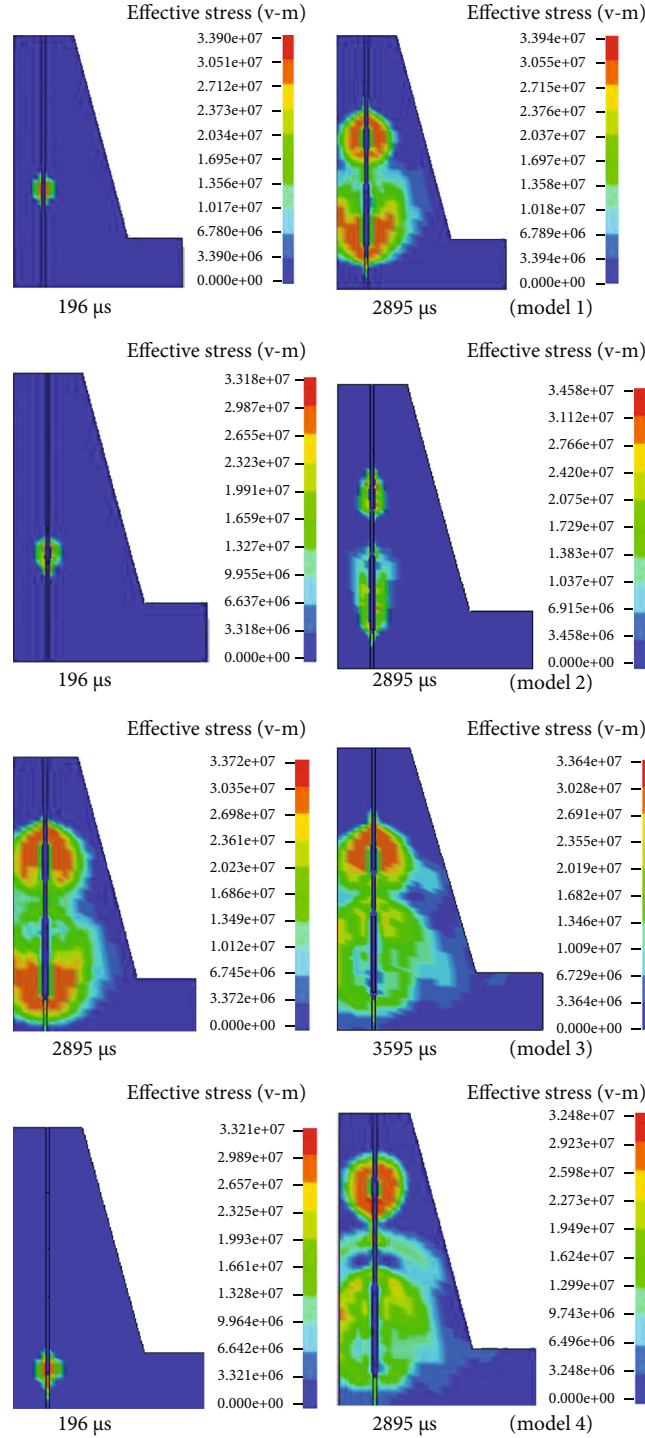 Effective stress (v-m)
3.390e+07
3.051e+07
2.712e+07
2.373e+07
2.034e+07
1.695e+07
1.356e+07
1.017e+07
6.780e+06
3.390e+06
0.000e+00
196 µs
Effective stress (v-m)
3.394e+07
3.055e+07
2.715e+07
2.376e+07
2.037e+07
1.697e+07
1.358e+07
1.018e+07
6.789e+06
3.394e+06
0.000e+00
2895 µs
(model 1)
Effective stress (v-m)
3.318e+07
2.987e+07
2.655e+07
2.323e+07
1.991e+07
1.659e+07
1.327e+07
9.955e+06
6.637e+06
3.318e+06
0.000e+00
196 µs
Effective stress (v-m)
3.458e+07
3.112e+07
2.766e+07
2.420e+07
2.075e+07
1.729e+07
1.383e+07
1.037e+07
6.915e+06
3.458e+06
0.000e+00
2895 µs
(model 2)
Effective stress (v-m)
3.372e+07
3.035e+07
2.698e+07
2.361e+07
2.023e+07
1.686e+07
1.349e+07
1.012e+07
6.745e+06
3.372e+06
0.000e+00
2895 µs
Effective stress (v-m)
3.364e+07
3.028e+07
2.691e+07
2.355e+07
2.019e+07
1.682e+07
1.346e+07
1.009e+07
6.729e+06
3.364e+06
0.000e+00
3595 µs
(model 3)
Effective stress (v-m)
3.321e+07
2.989e+07
2.657e+07
2.325e+07
1.993e+07
1.661e+07
1.328e+07
9.964e+06
6.642e+06
3.321e+06
0.000e+00
196 µs
Effective stress (v-m)
3.248e+07
2.923e+07
2.598e+07
2.273e+07
1.949e+07
1.624e+07
1.299e+07
9.743e+06
6.496e+06
3.248e+06
0.000e+00
2895 µs
(model 4)